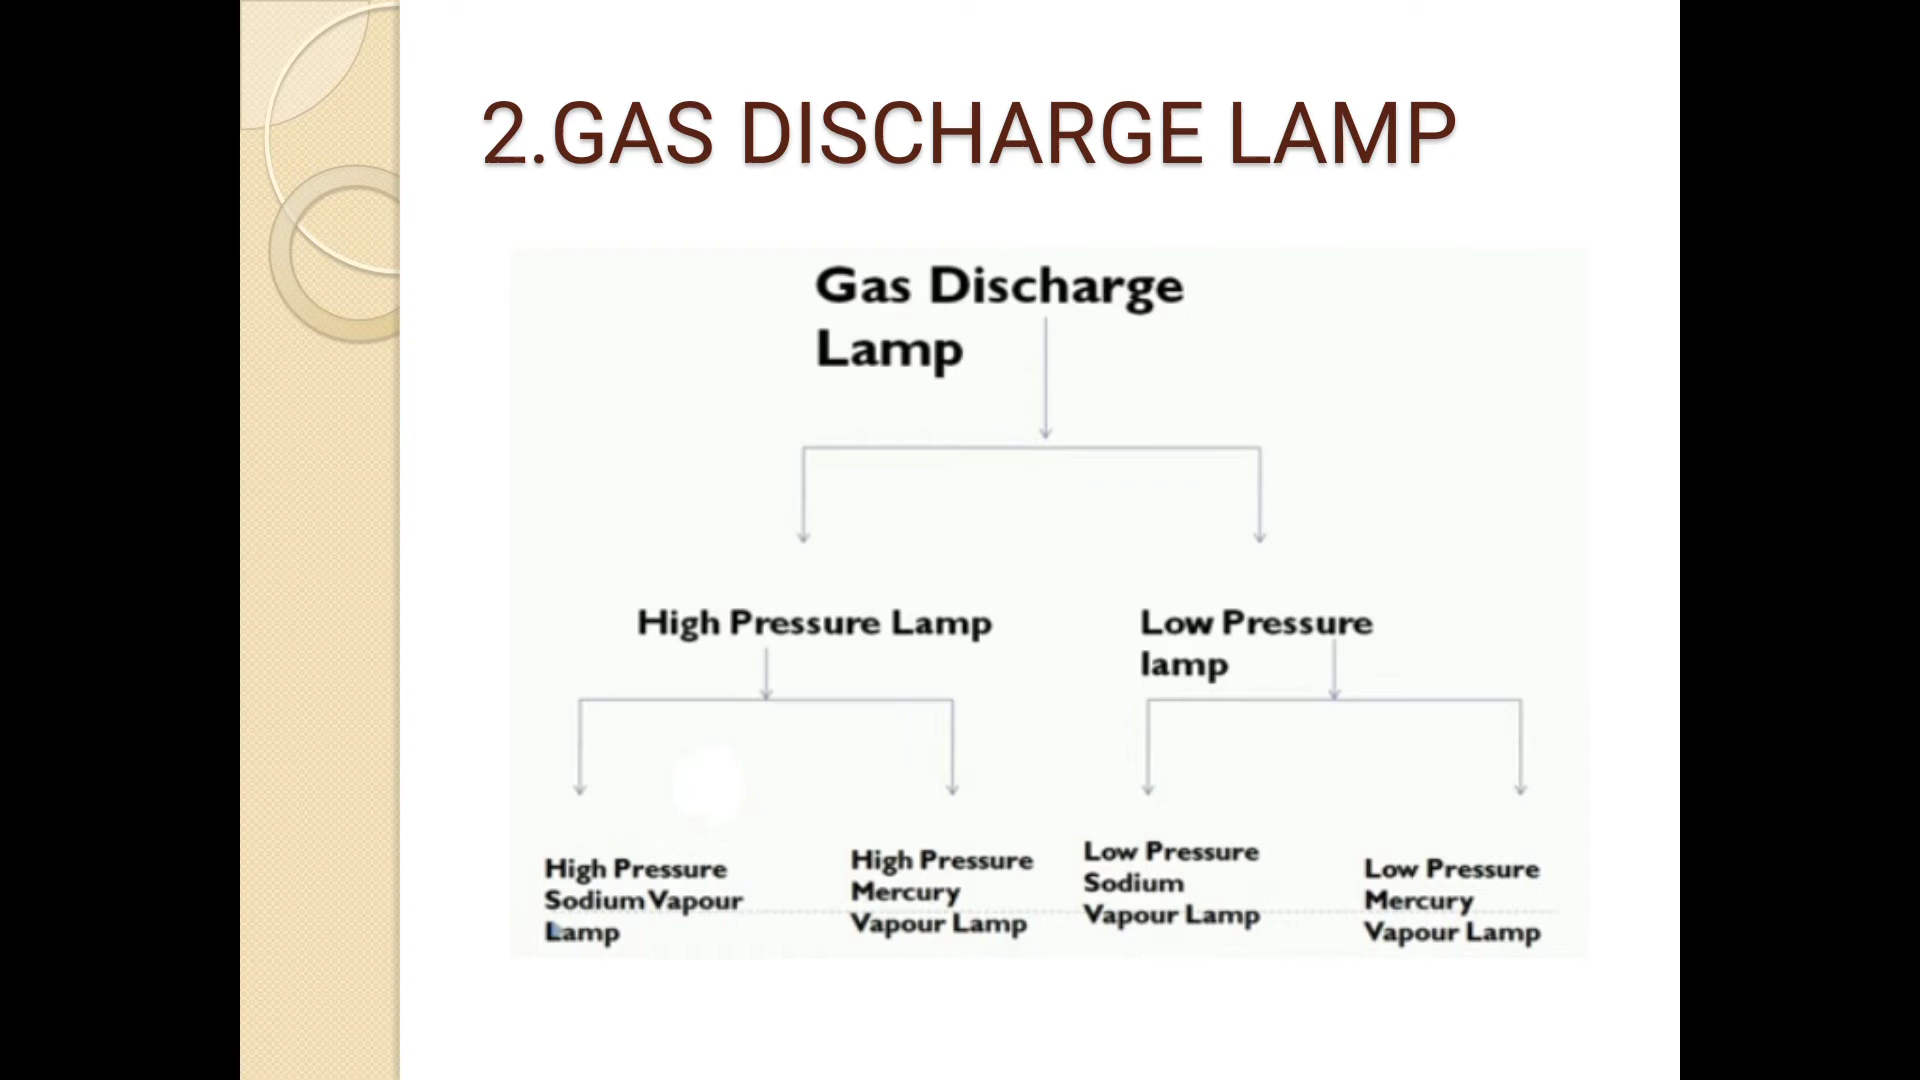 2.GAS DISCHARGE LAMP
Gas Discharge
Lamp
High Pressure Lamp
Low Pressure
lamp
High Pressure
Sodium Vapour
Lamp
High Pressure
Mercury
Vapour Lamp
Low Pressure
Sodium
Vapour Lamp
Low Pressure
Mercury
Vapour Lamp